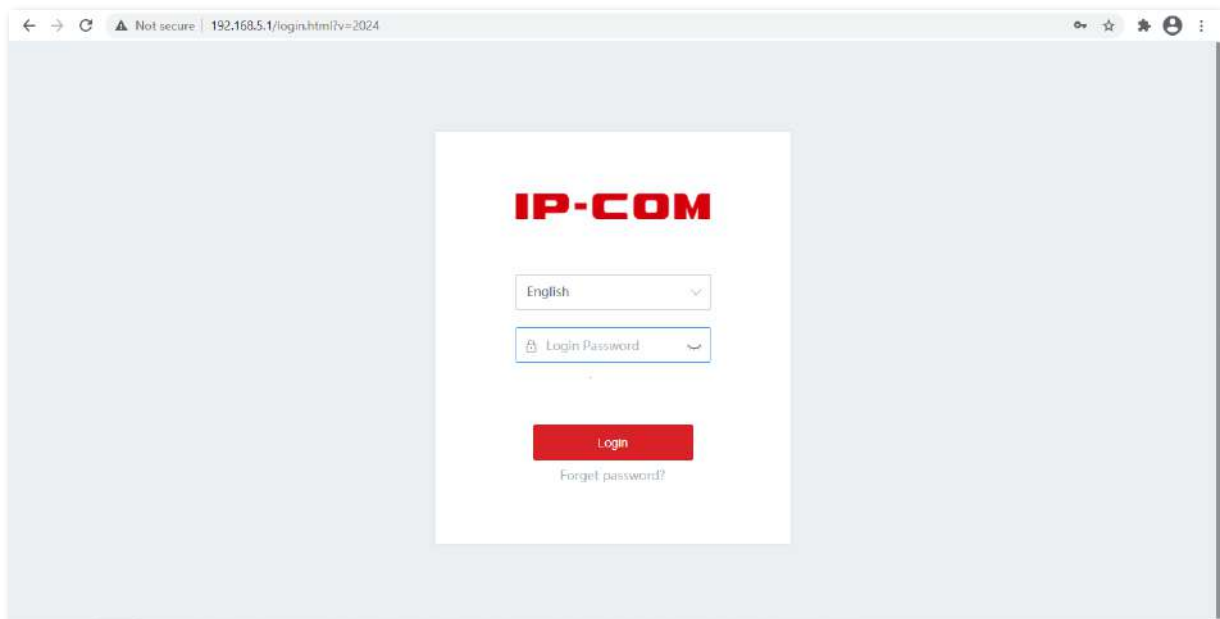 Not secure | 192.168.5.1/login.html?v=2024
IP-COM
English
Login Password
Login
Forget password?